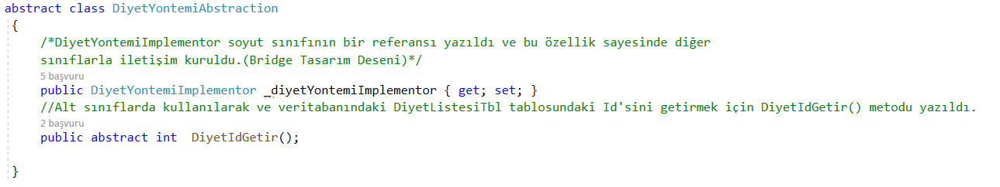 abstract class DiyetYontemiAbstraction
{
/*DiyetYontemiImplementor soyut sınıfının bir referansı yazıldı ve bu özellik sayesinde diğer
sınıflarla iletişim kuruldu.(Bridge Tasarım Deseni)*/
5 başvuru
public DiyetYontemiImplementor _diyetYontemiImplementor { get; set; }
//Alt sınıflarda kullanılarak ve veritabanındaki DiyetListesiTbl tablosundaki Id'sini getirmek için DiyetIdGetir() metodu yazıldı.
2 başvuru
public abstract int  DiyetIdGetir();
}